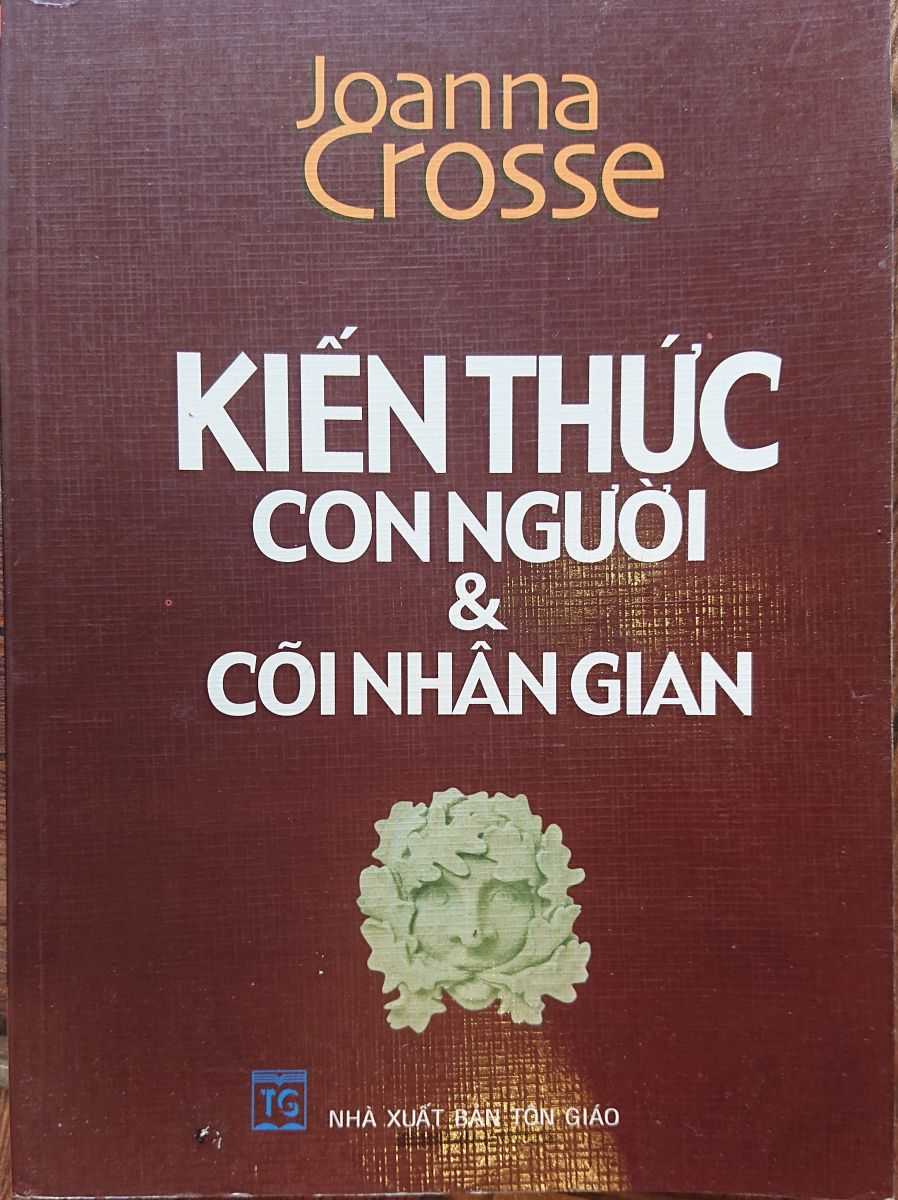 Joanna
Crosse
KIẾN THỨC
CON NGƯỜI
&
CÕI NHÂN GIAN
TG
NHÀ XUẤT BẢN TÔN GIÁO